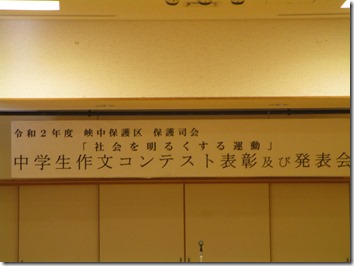 令和２年度 峡中保護区 保護司会
「社会を明るくする運動」
中学生作文コンテスト表彰及び発表会